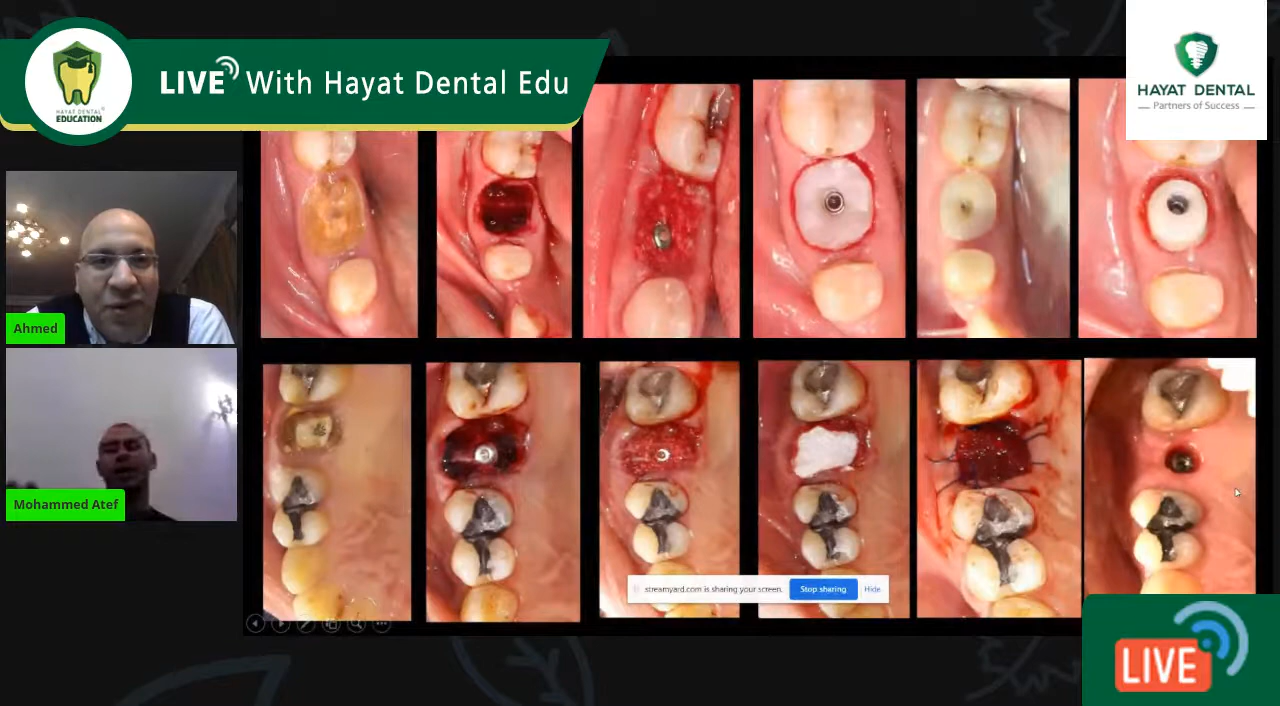 LIVE With Hayat Dental Edu
HAYAT DENTAL
EDUCATION
HAYAT DENTAL
Partners of Success
Ahmed
Mohammed Atef
streamyard.com is sharing your screen.
Stop sharing
Hide
LIVE